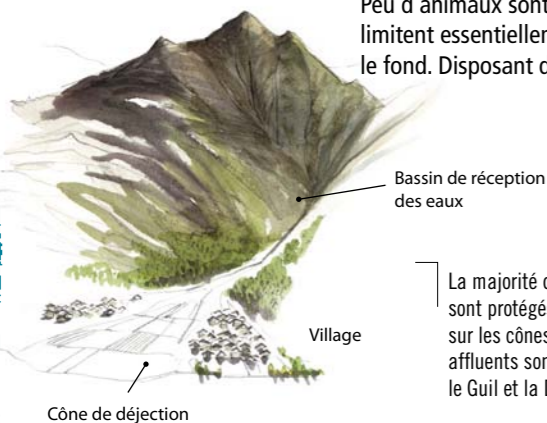 Peu d'animaux sont
limitent essentiellem
le fond. Disposant d
Bassin de réception
des eaux
La majorité d
sont protégé
sur les cônes
affluents son
le Guil et la
Village
Cône de déjection